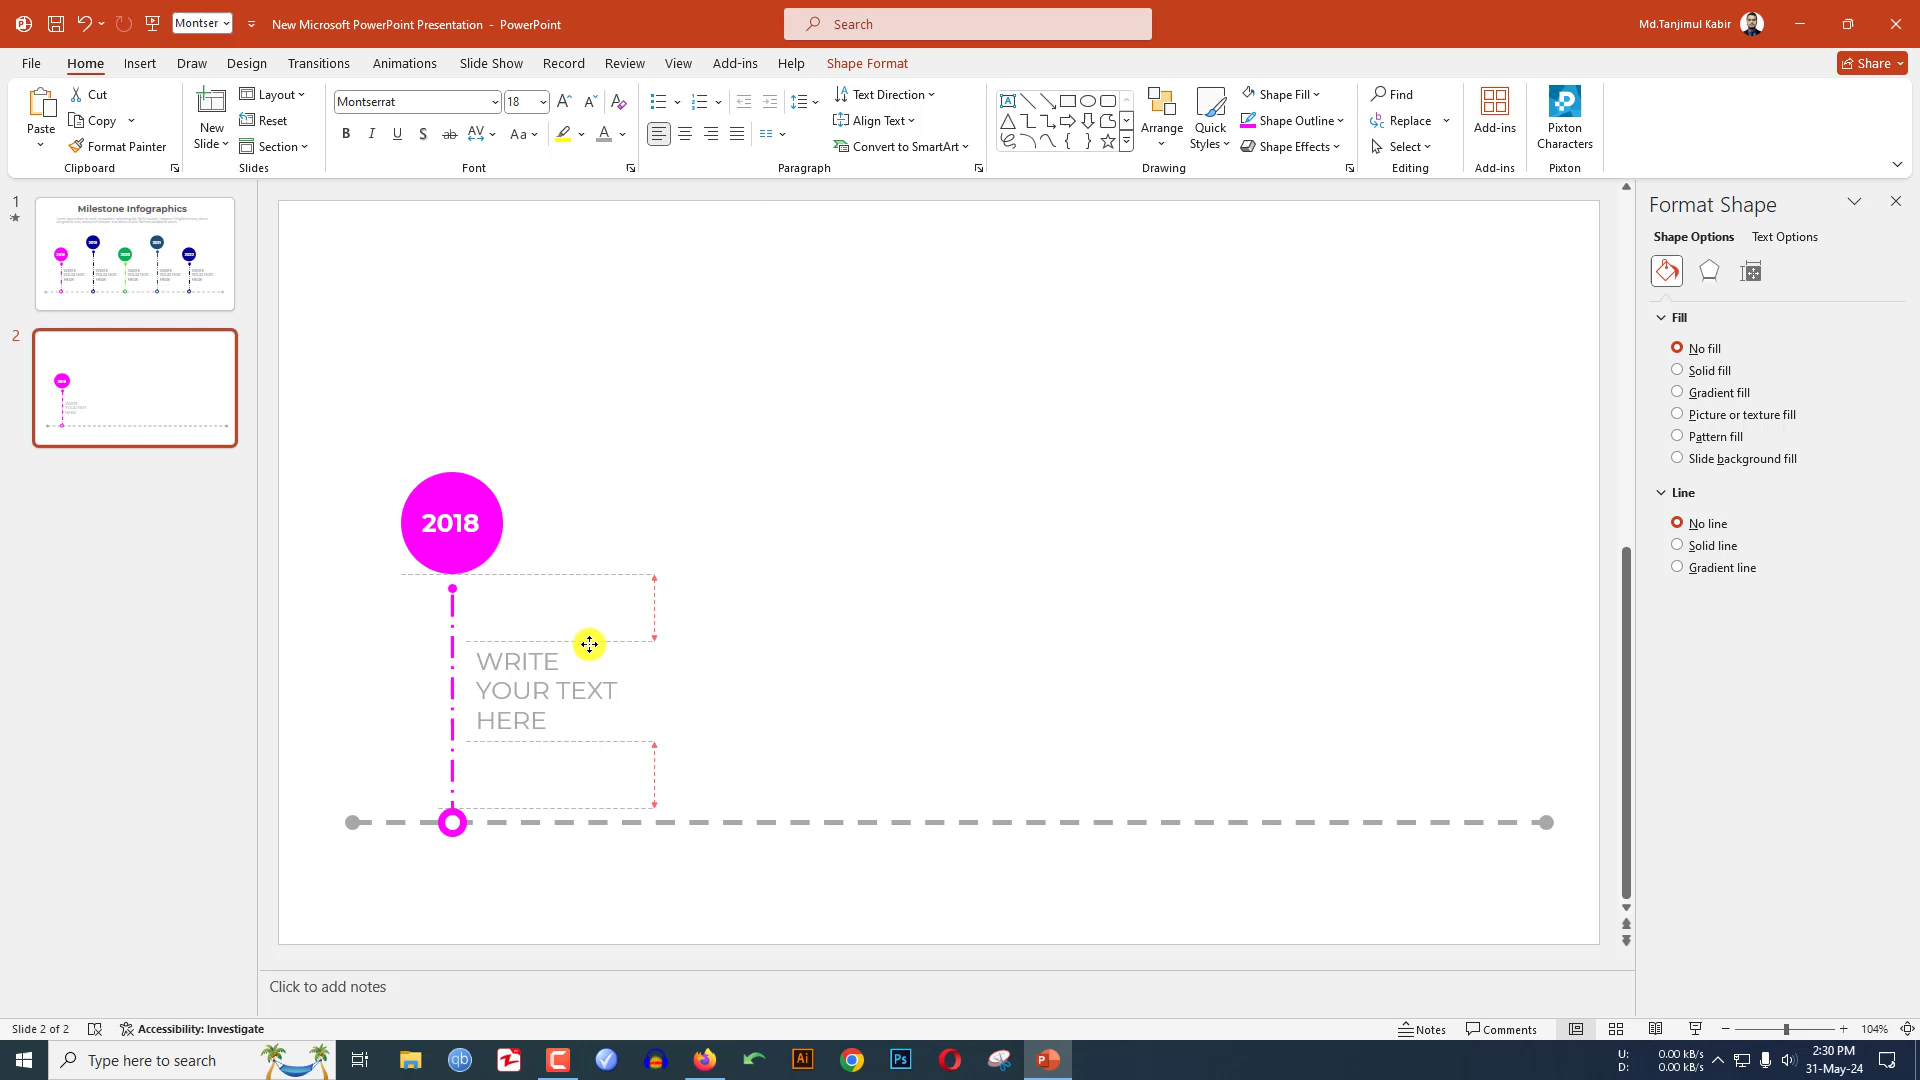 Montser
New Microsoft PowerPoint Presentation - PowerPoint
Search
Md.Tanjimul Kabir
File Home Insert Draw Design Transitions Animations Slide Show Record Review View Add-ins Help Shape Format
Share
Paste
Cut
Copy
Format Painter
Clipboard
New
Slide
Layout
Reset
Section
Slides
Montserrat 18
Font
Text Direction
Align Text
Convert to SmartArt
Paragraph
Arrange
Quick
Styles
Shape Fill
Shape Outline
Shape Effects
Drawing
Find
Replace
Select
Editing
Add-ins
Add-ins
Pixton
Characters
Pixton
1
Milestone Infographics
2
2018
WRITE
YOUR TEXT
HERE
Format Shape
Shape Options Text Options
Fill
No fill
Solid fill
Gradient fill
Picture or texture fill
Pattern fill
Slide background fill
Line
No line
Solid line
Gradient line
Click to add notes
Slide 2 of 2
Accessibility: Investigate
Notes
Comments
104%
Type here to search
U: 0.00 kB/s
D: 0.00 kB/s
2:30 PM
31-May-24